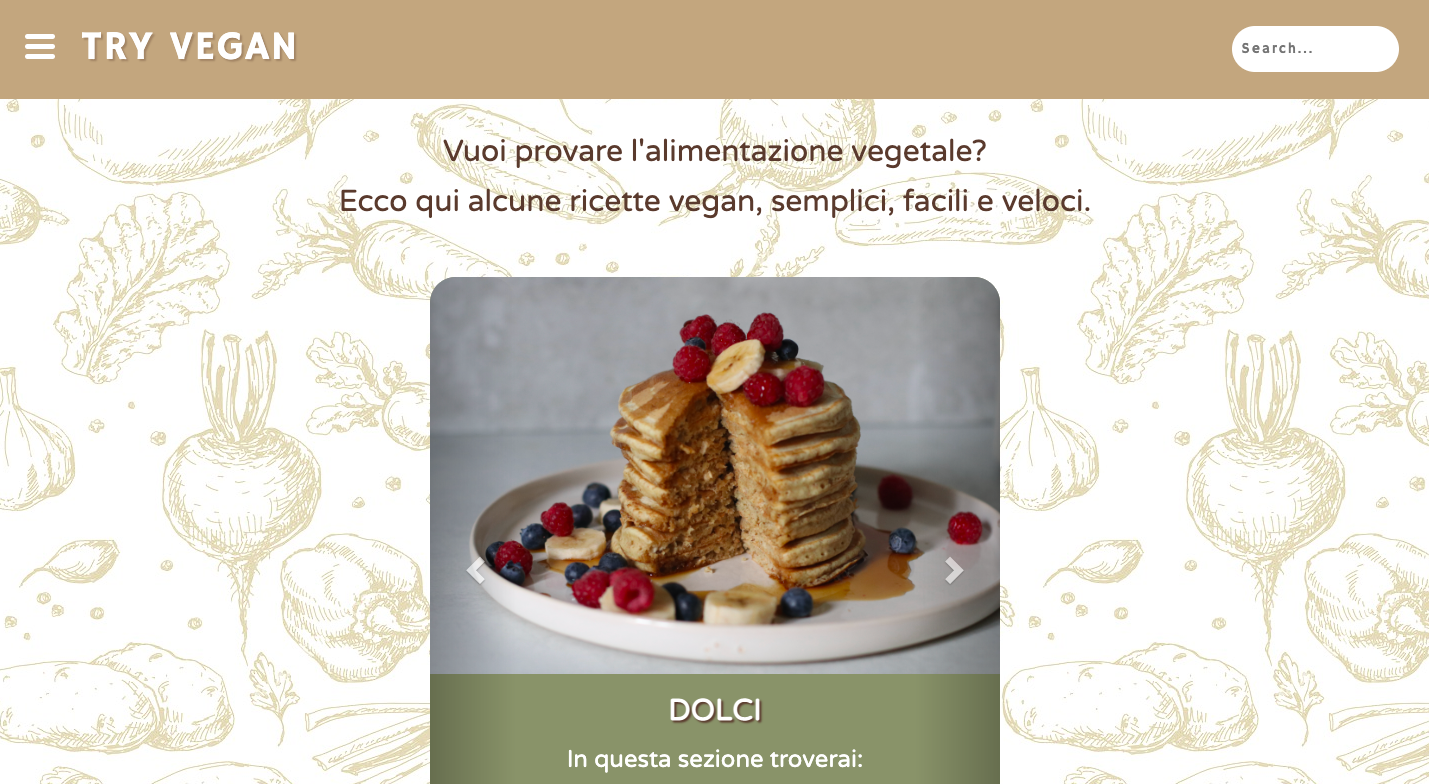 TRY VEGAN
Search...
Vuoi provare l'alimentazione vegetale?
Ecco qui alcune ricette vegan, semplici, facili e veloci.
DOLCI
In questa sezione troverai: